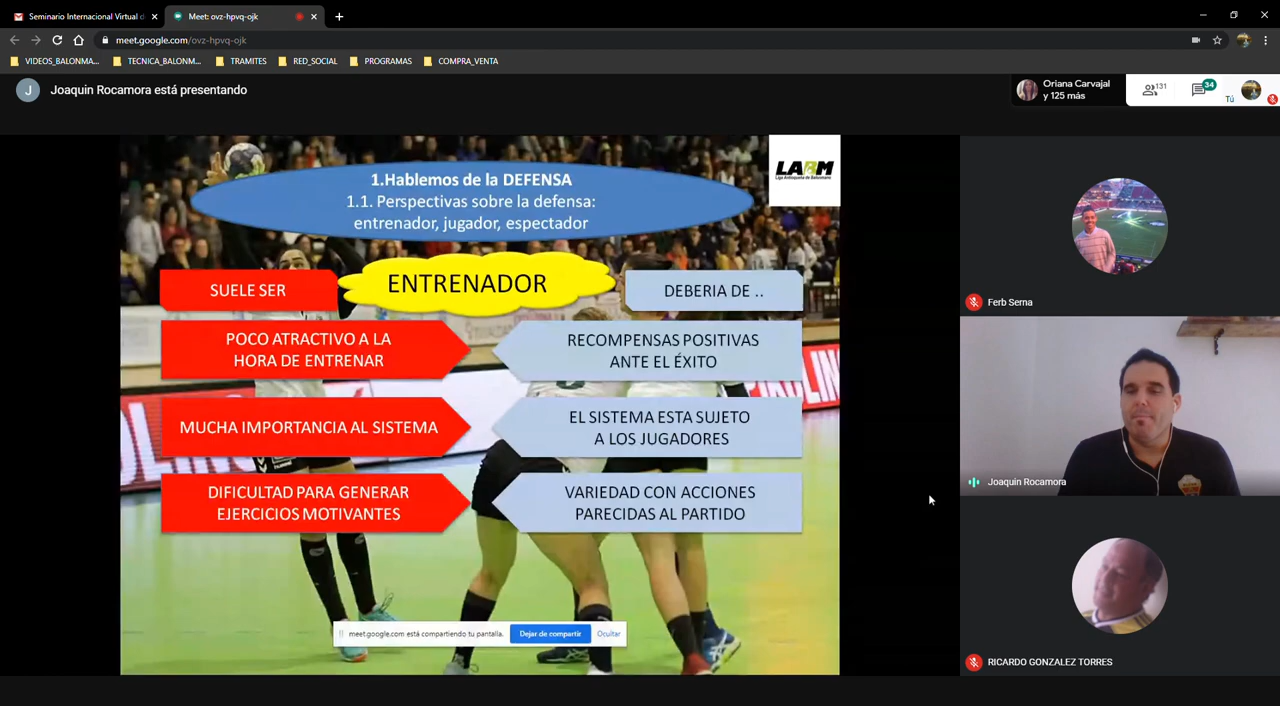 Seminario Internacional Virtual d
Meet: ovz-hpvq-ojk
meet.google.com/ovz-hpvq-ojk
VIDEOS_BALONMA...
TECNICA_BALONM...
TRAMITES
RED_SOCIAL
PROGRAMAS
COMPRA_VENTA
J
Joaquin Rocamora está presentando
Oriana Carvajal
y 125 más
131
34
Tú
LABM
Liga Antioqueña de Balonmano
1.Hablemos de la DEFENSA
1.1. Perspectivas sobre la defensa:
entrenador, jugador, espectador
SUELE SER
ENTRENADOR
DEBERIA DE ..
POCO ATRACTIVO A LA
HORA DE ENTRENAR
RECOMPENSAS POSITIVAS
ANTE EL ÉXITO
MUCHA IMPORTANCIA AL SISTEMA
EL SISTEMA ESTA SUJETO
A LOS JUGADORES
DIFICULTAD PARA GENERAR
EJERCICIOS MOTIVANTES
VARIEDAD CON ACCIONES
PARECIDAS AL PARTIDO
meet.google.com está compartiendo tu pantalla.
Dejar de compartir
Ocultar
Ferb Serna
Joaquin Rocamora
RICARDO GONZALEZ TORRES